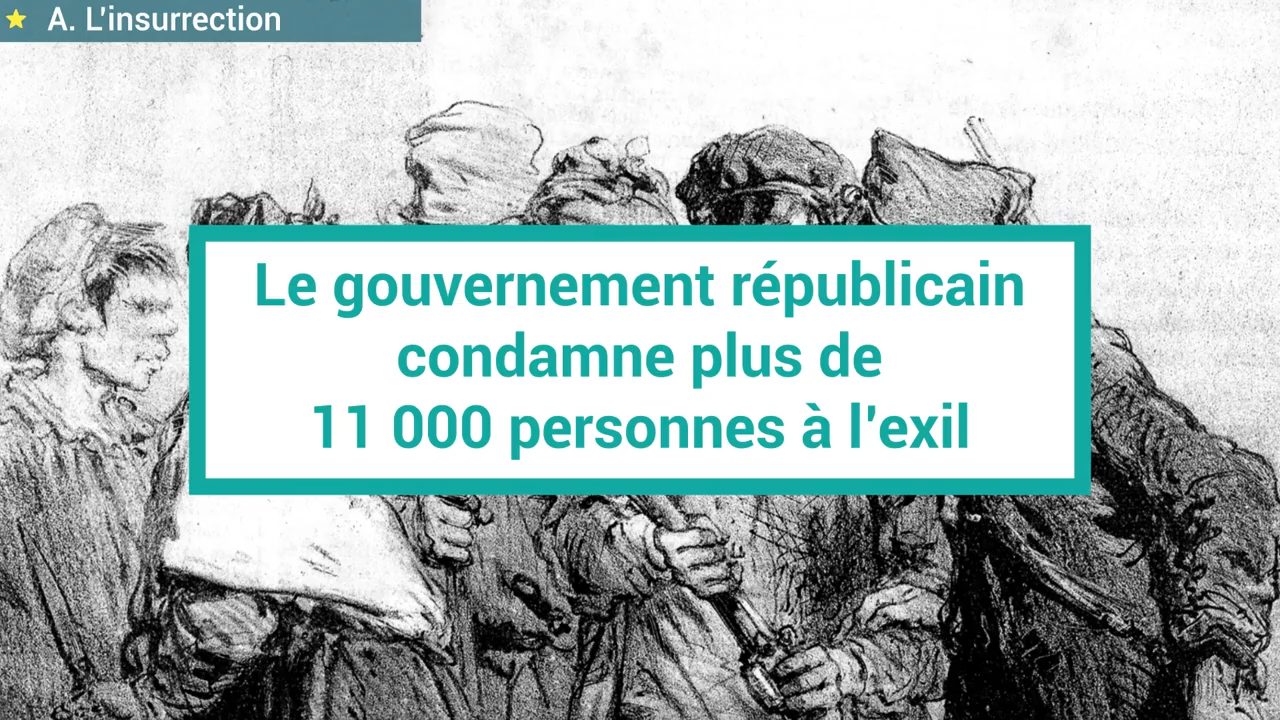 A. L'insurrection
Le gouvernement républicain
condamne plus de
11 000 personnes à l'exil